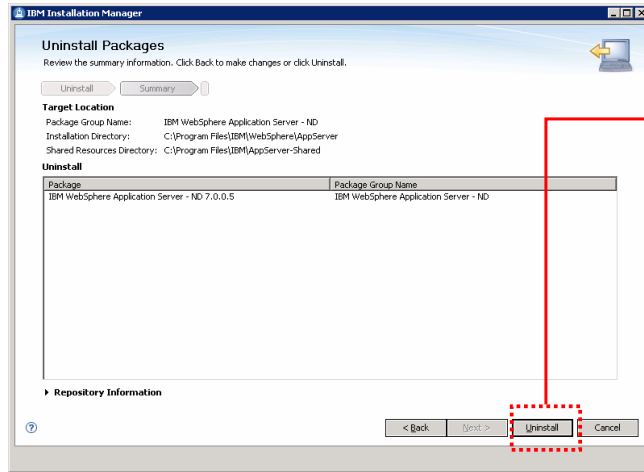 IBM Installation Manager
Uninstall Packages
Review the summary information. Click Back to make changes or click Uninstall.
Uninstall Summary
Target Location
Package Group Name: IBM WebSphere Application Server - ND
Installation Directory: C:\Program Files\IBM\WebSphere\AppServer
Shared Resources Directory: C:\Program Files\IBM\AppServer-Shared
Uninstall
Package Package Group Name
IBM WebSphere Application Server - ND 7.0.0.5 IBM WebSphere Application Server - ND
Repository Information
? < Back Next > Uninstall Cancel